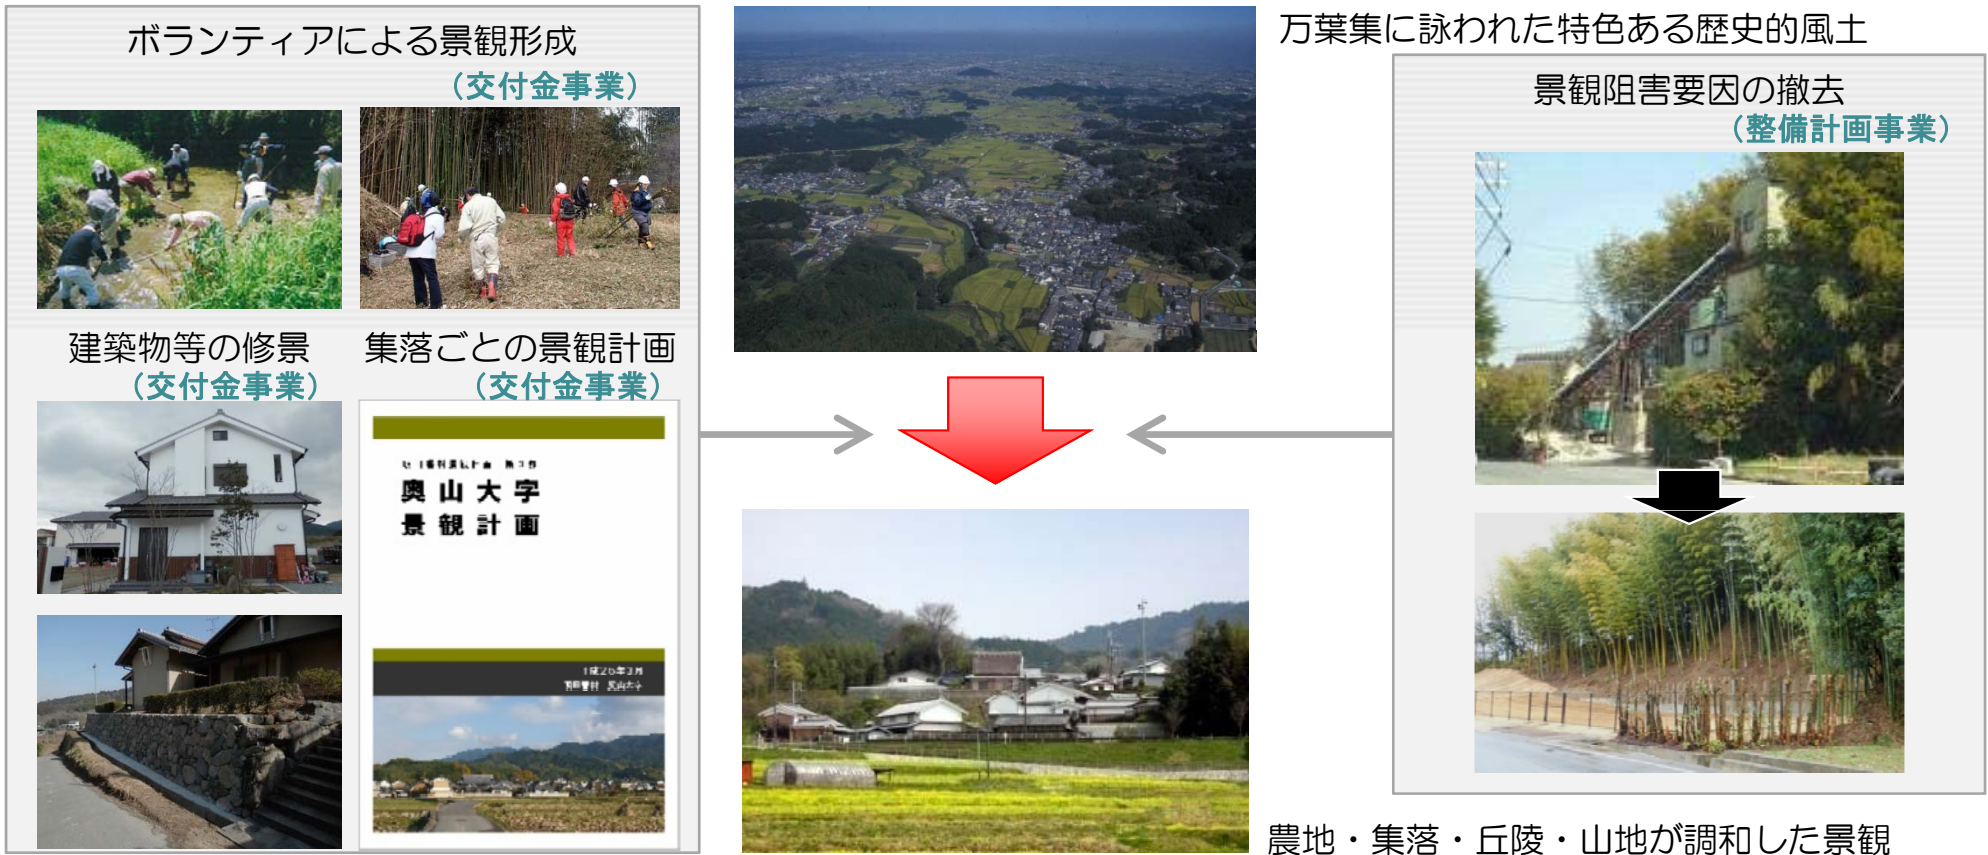 ボランティアによる景観形成
（交付金事業）
建築物等の修景
（交付金事業）
集落ごとの景観計画
（交付金事業）
奥山大字
景観計画
万葉集に詠われた特色ある歴史的風土
景観阻害要因の撤去
（整備計画事業）
農地・集落・丘陵・山地が調和した景観